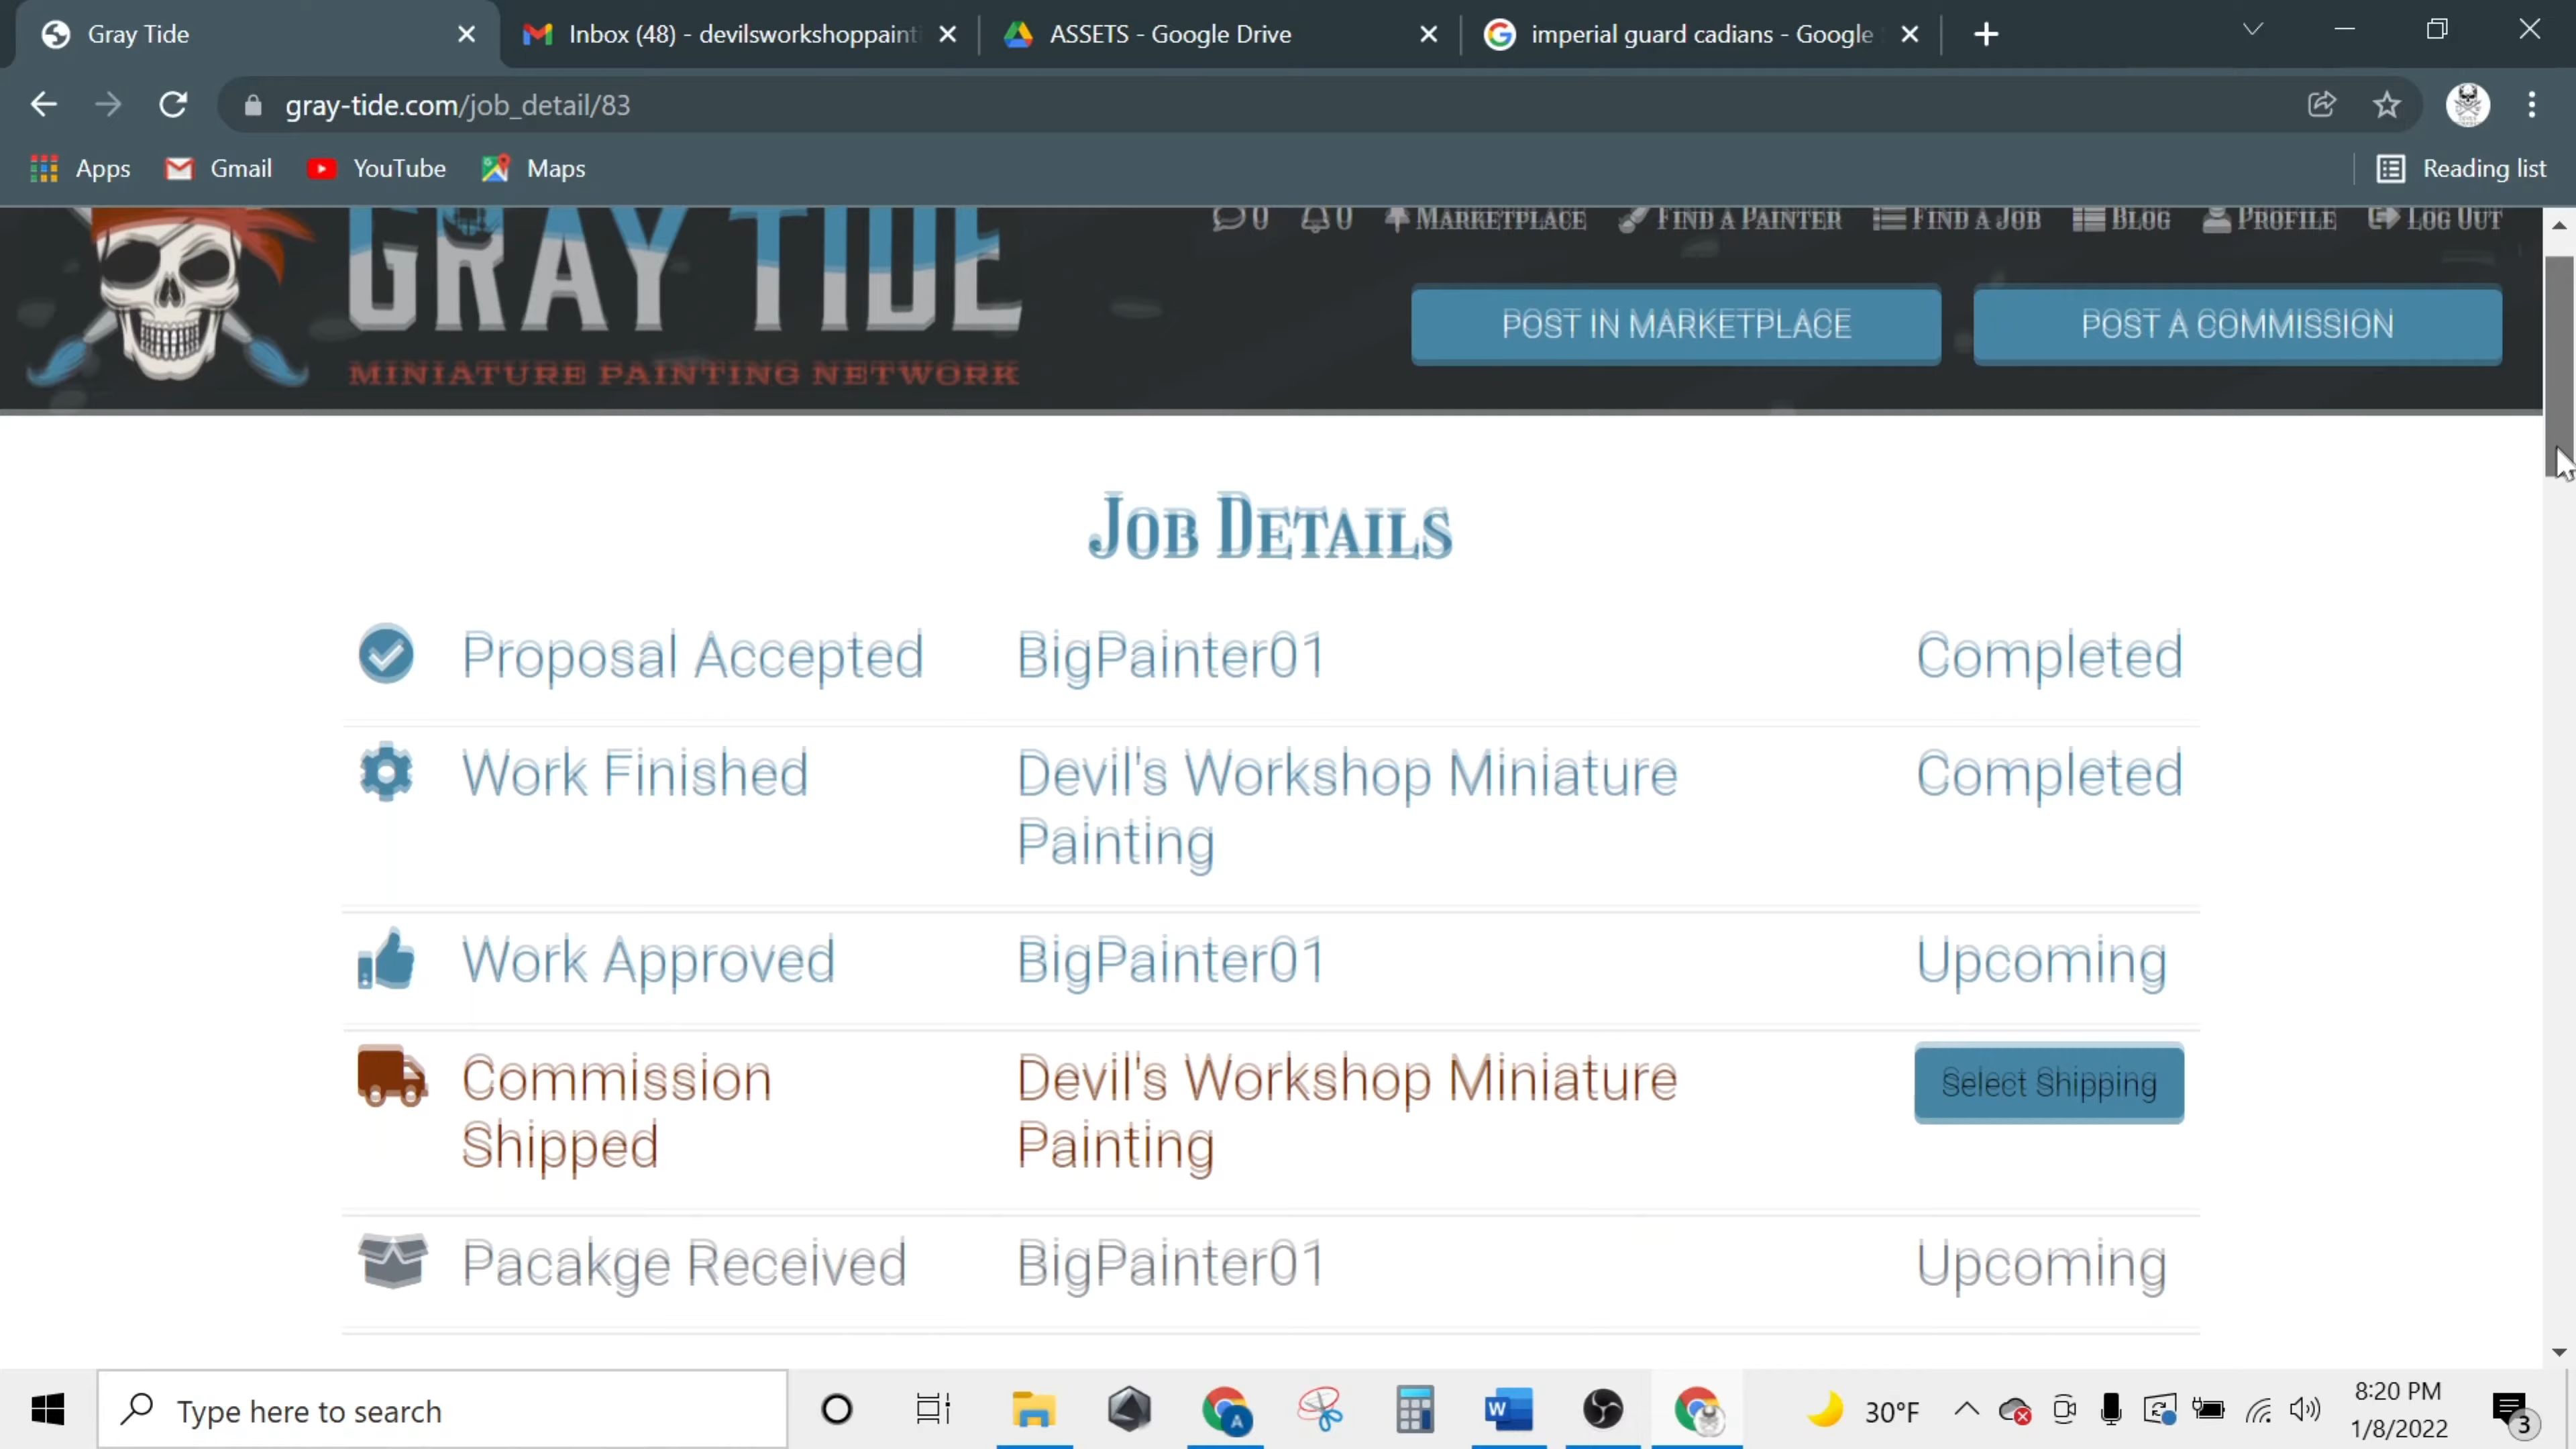 Gray Tide
Inbox (48) - devilsworkshoppaint
ASSETS - Google Drive
imperial guard cadians - Google
gray-tide.com/job_detail/83
Apps
Gmail
YouTube
Maps
Reading list
GRAY TIDE
MINIATURE PAINTING NETWORK
0
0
MARKETPLACE
FIND A PAINTER
FIND A JOB
BLOG
PROFILE
LOG OUT
POST IN MARKETPLACE
POST A COMMISSION
JOB DETAILS
Proposal Accepted
BigPainter01
Completed
Work Finished
Devil's Workshop Miniature
Painting
Completed
Work Approved
BigPainter01
Upcoming
Commission
Shipped
Devil's Workshop Miniature
Painting
Select Shipping
Pacakge Received
BigPainter01
Upcoming
Type here to search
A
W
30°F
8:20 PM
1/8/2022
3